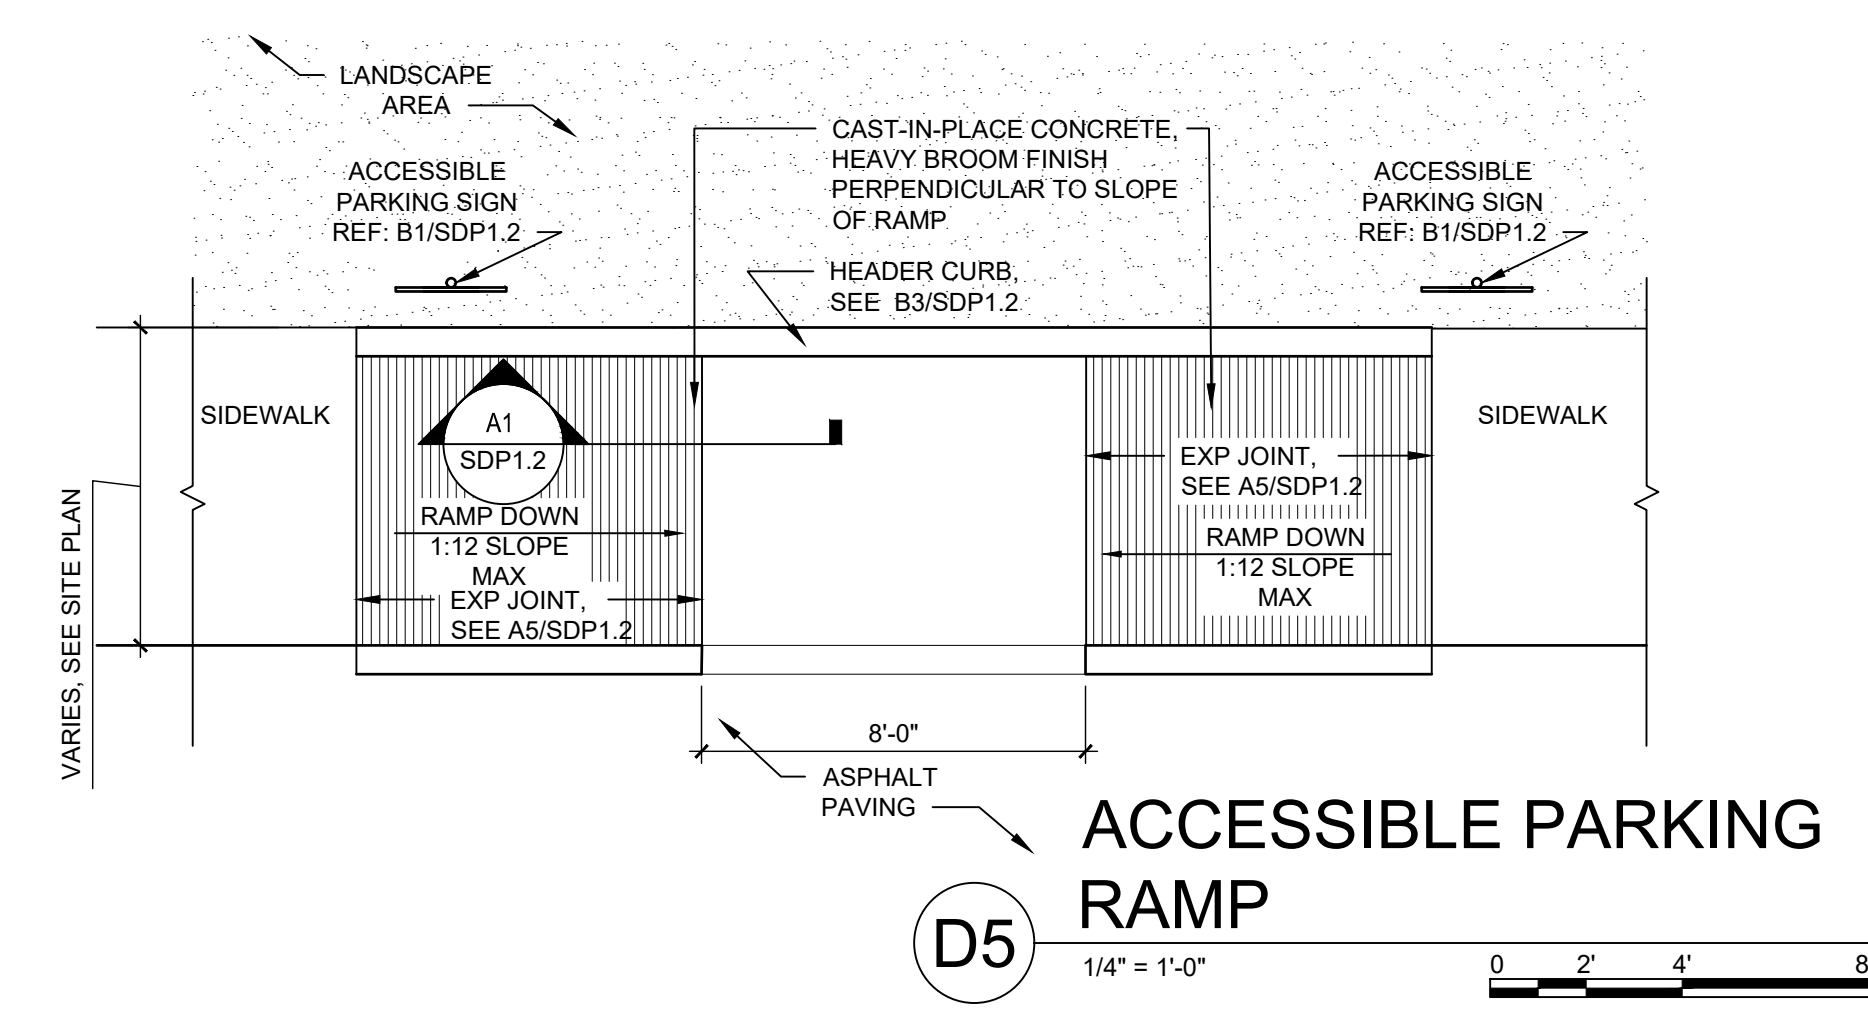 LANDSCAPE
AREA
CAST-IN-PLACE CONCRETE,
HEAVY BROOM FINISH
PERPENDICULAR TO SLOPE
OF RAMP
ACCESSIBLE
PARKING SIGN
REF: B1/SDP1.2
ACCESSIBLE
PARKING SIGN
REF: B1/SDP1.2
HEADER CURB,
SEE B3/SDP1.2
SIDEWALK
A1
SDP1.2
SIDEWALK
EXP JOINT,
SEE A5/SDP1.2
RAMP DOWN
1:12 SLOPE
MAX
RAMP DOWN
1:12 SLOPE
MAX
EXP JOINT,
SEE A5/SDP1.2
VARIES, SEE SITE PLAN
8'-0"
ASPHALT
PAVING
ACCESSIBLE PARKING
RAMP
D5
1/4" = 1'-0"
0 2' 4' 8